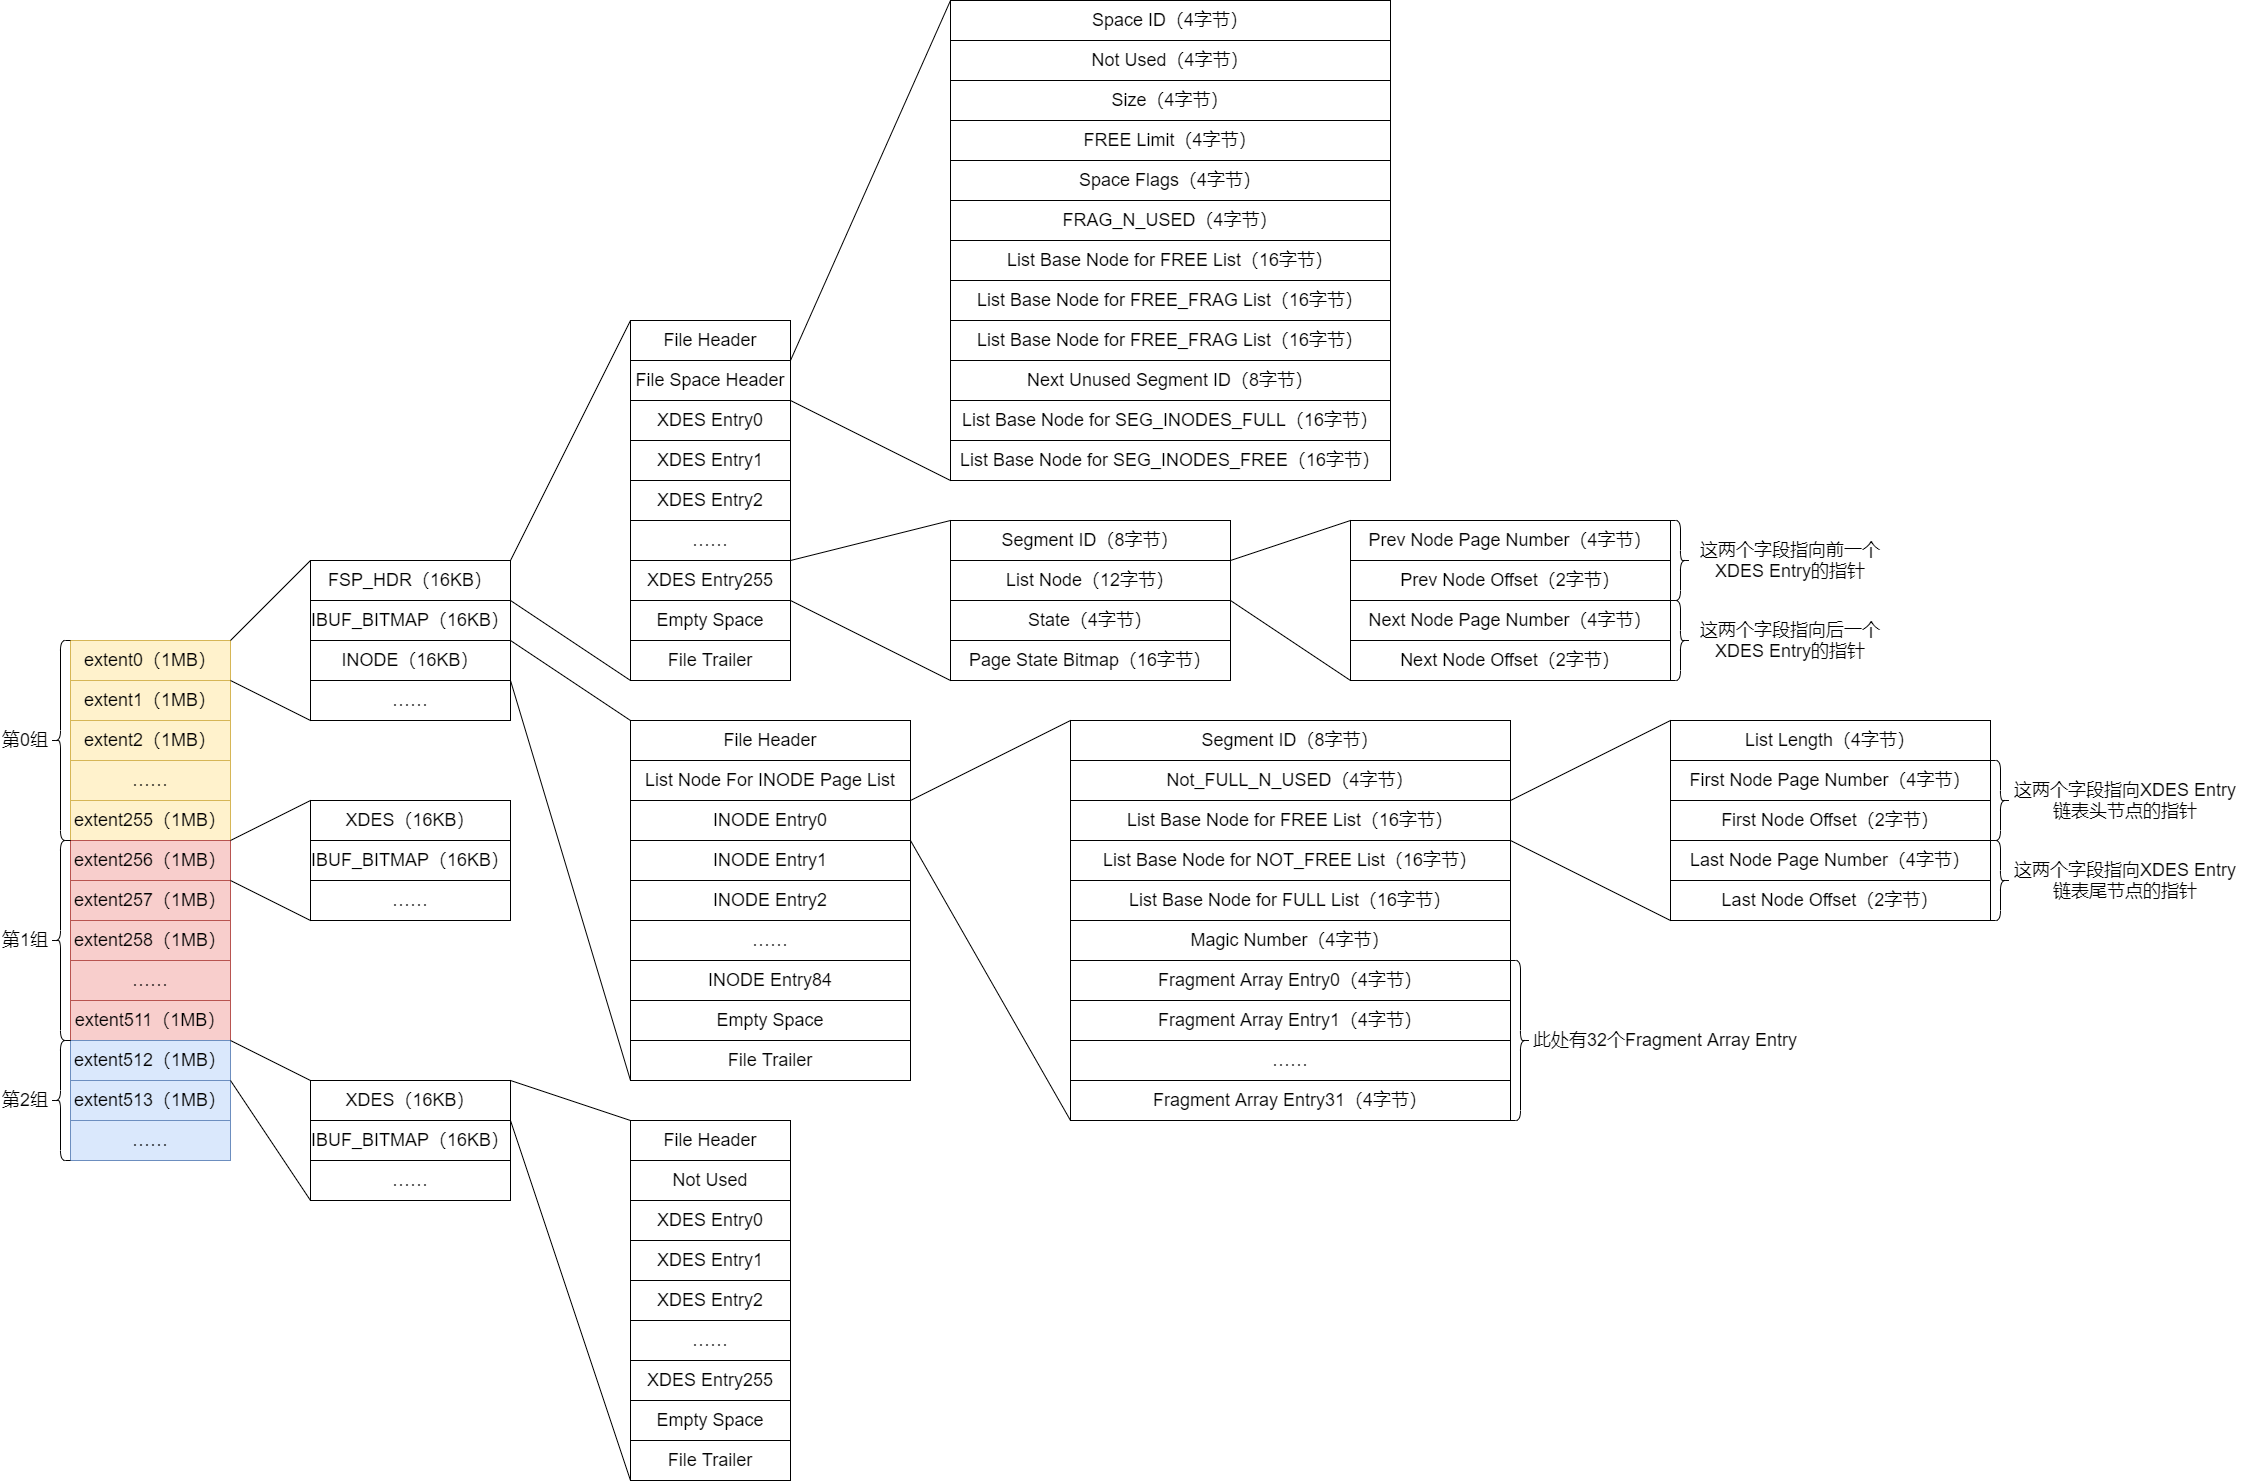 Space ID（4字节）
Not Used（4字节）
Size（4字节）
FREE Limit（4字节）
Space Flags（4字节）
FRAG_N_USED（4字节）
List Base Node for FREE List（16字节）
List Base Node for FREE_FRAG List（16字节）
List Base Node for FREE_FRAG List（16字节）
Next Unused Segment ID（8字节）
List Base Node for SEG_INODES_FULL（16字节）
List Base Node for SEG_INODES_FREE（16字节）
File Header
File Space Header
XDES Entry0
XDES Entry1
XDES Entry2
……
XDES Entry255
Empty Space
File Trailer
Segment ID（8字节）
List Node（12字节）
State（4字节）
Page State Bitmap（16字节）
Prev Node Page Number（4字节）
Prev Node Offset（2字节）
Next Node Page Number（4字节）
Next Node Offset（2字节）
这两个字段指向前一个
XDES Entry的指针
这两个字段指向后一个
XDES Entry的指针
FSP_HDR（16KB）
IBUF_BITMAP（16KB）
INODE（16KB）
……
第0组
extent0（1MB）
extent1（1MB）
extent2（1MB）
……
extent255（1MB）
第1组
extent256（1MB）
extent257（1MB）
extent258（1MB）
……
extent511（1MB）
第2组
extent512（1MB）
extent513（1MB）
……
XDES（16KB）
IBUF_BITMAP（16KB）
……
XDES（16KB）
IBUF_BITMAP（16KB）
……
File Header
List Node For INODE Page List
INODE Entry0
INODE Entry1
INODE Entry2
……
INODE Entry84
Empty Space
File Trailer
Segment ID（8字节）
Not_FULL_N_USED（4字节）
List Base Node for FREE List（16字节）
List Base Node for NOT_FREE List（16字节）
List Base Node for FULL List（16字节）
Magic Number（4字节）
Fragment Array Entry0（4字节）
Fragment Array Entry1（4字节）
……
Fragment Array Entry31（4字节）
此处有32个Fragment Array Entry
List Length（4字节）
First Node Page Number（4字节）
First Node Offset（2字节）
Last Node Page Number（4字节）
Last Node Offset（2字节）
这两个字段指向XDES Entry
链表头节点的指针
这两个字段指向XDES Entry
链表尾节点的指针
File Header
Not Used
XDES Entry0
XDES Entry1
XDES Entry2
……
XDES Entry255
Empty Space
File Trailer